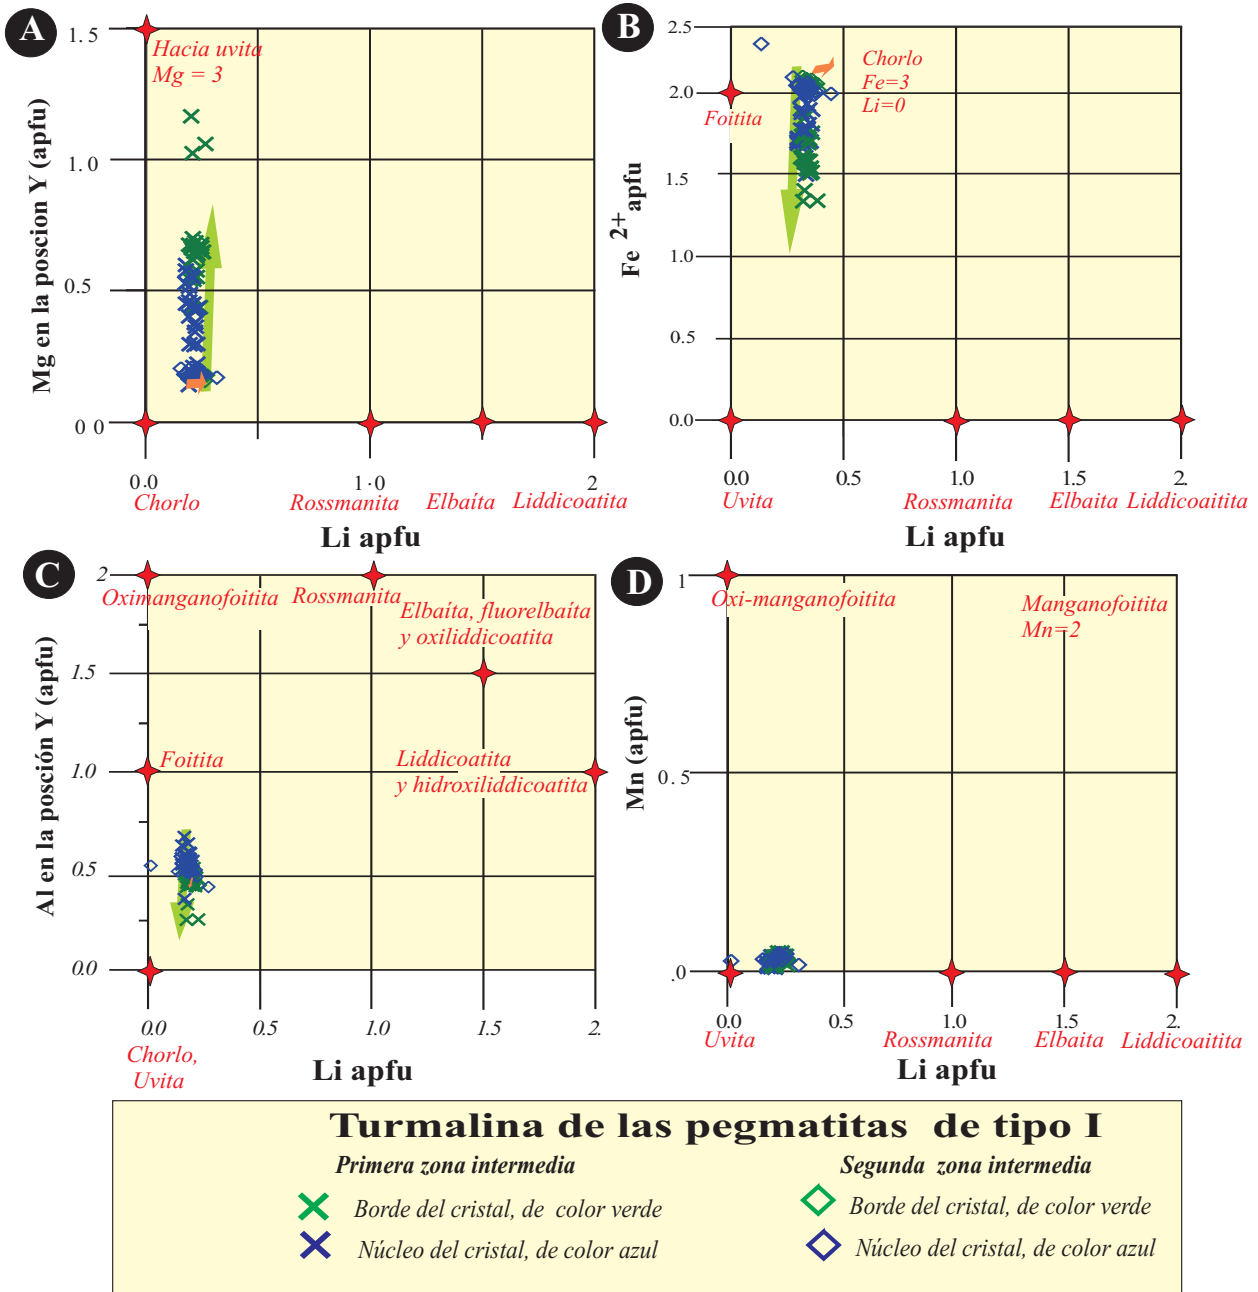 A
Mg en la poscion Y (apfu)
1.5
1.0
0.5
0 0
Hacia uvita
Mg = 3
0.0
1·0
2
Chorlo
Rossmanita
Elbaíta
Liddicoatita
Li apfu
B
Fe 2+ apfu
2.5
2.0
1.5
1.0
0.5
0.0
Foitita
Chorlo
Fe=3
Li=0
0.0
0.5
1.0
1.5
2.
Uvita
Rossmanita
Elbaita
Liddicoaitita
Li apfu
C
Al en la posción Y (apfu)
2
1.5
1.0
0.5
0.0
Oximanganofoitita
Rossmanita
Elbaíta, fluorelbaíta
y oxiliddicoatita
Foitita
Liddicoatita
y hidroxiliddicoatita
0.0
0.5
1.0
1.5
2.
Chorlo,
Uvita
Li apfu
D
Mn (apfu)
1
0.5
.0
Oxi-manganofoitita
Manganofoitita
Mn=2
0.0
0.5
1.0
1.5
2.
Uvita
Rossmanita
Elbaita
Liddicoaitita
Li apfu
Turmalina de las pegmatitas de tipo I
Primera zona intermedia
Borde del cristal, de color verde
Núcleo del cristal, de color azul
Segunda zona intermedia
Borde del cristal, de color verde
Núcleo del cristal, de color azul